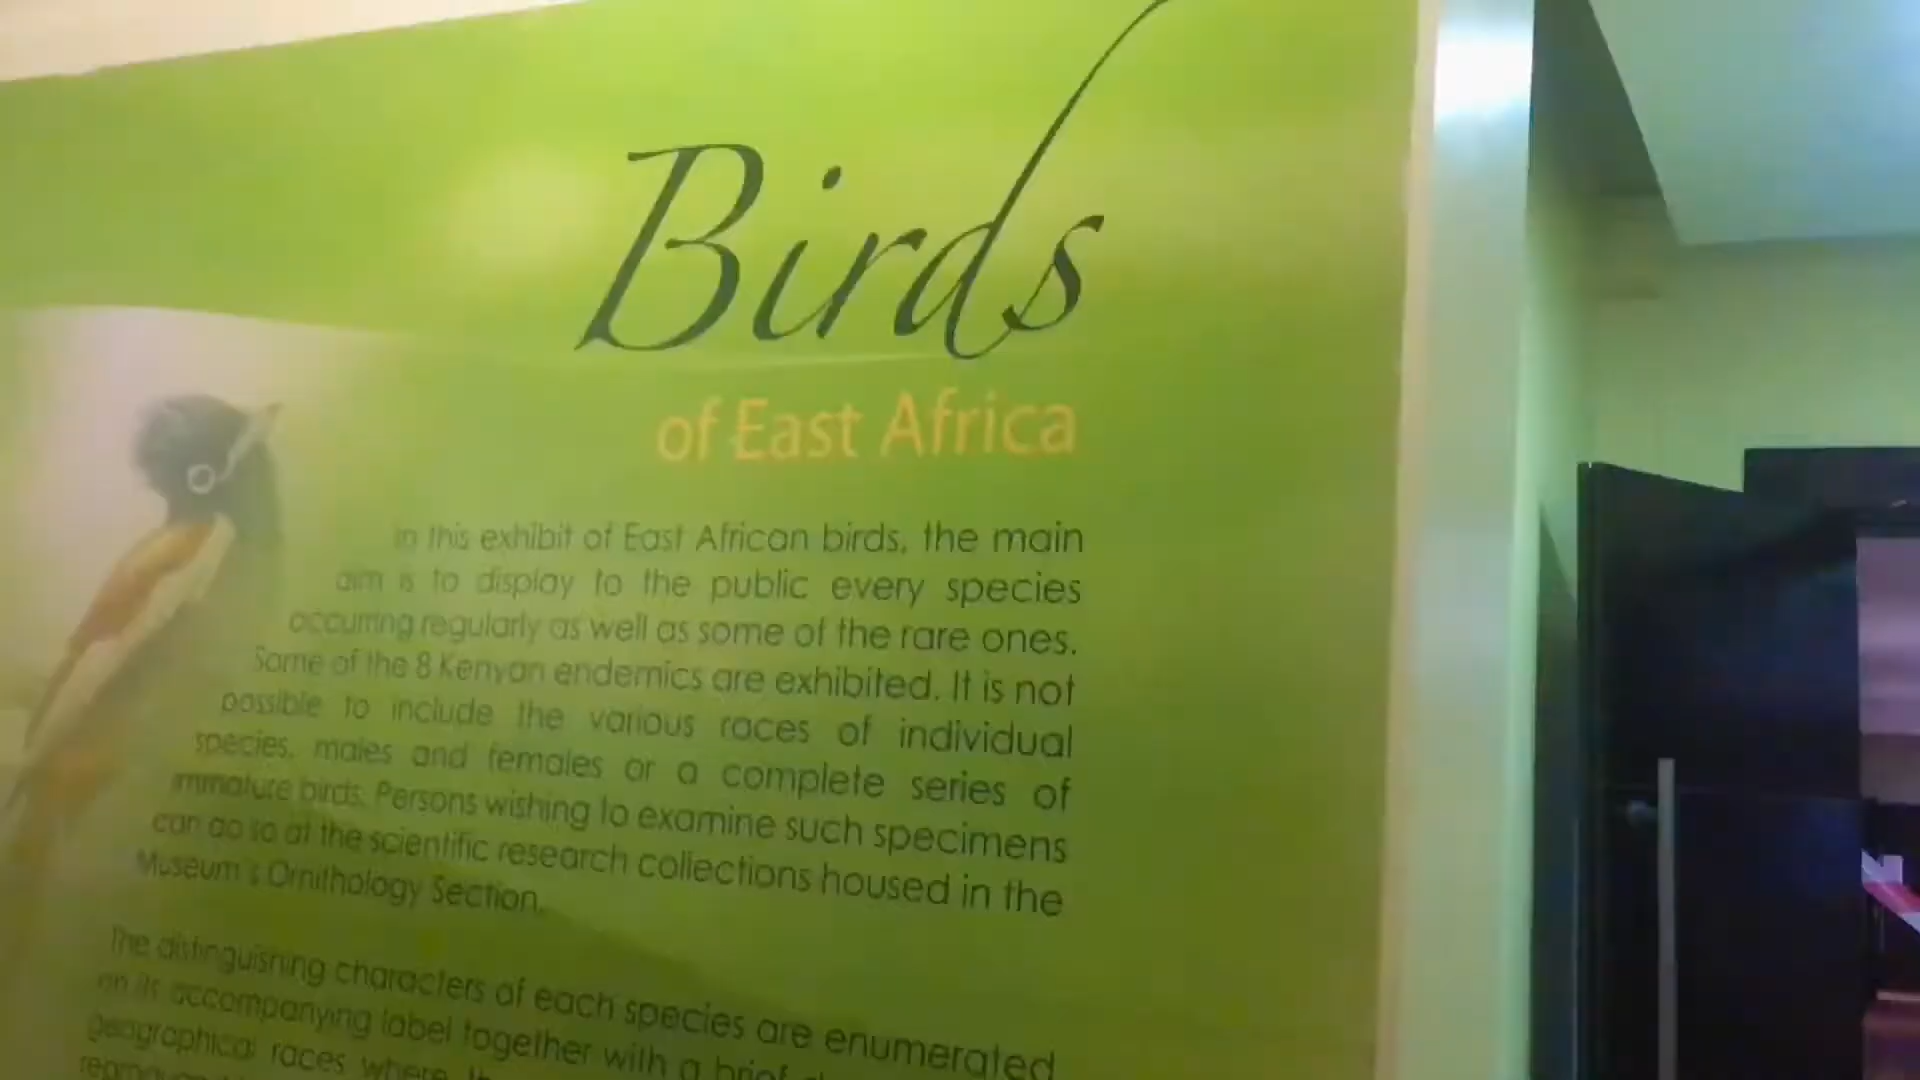 Birds
of East Africa
In this exhibit of East African birds, the main
aim is to display to the public every species
occurring regularly as well as some of the rare ones.
Some of the 8 Kenyan endemics are exhibited. It is not
possible to include the various races of individual
species, males and females or a complete series of
immature birds. Persons wishing to examine such specimens
can do so at the scientific research collections housed in the
Museum's Ornithology Section.
The distinguishing characters of each species are enumerated
on its accompanying label together with a brief
geographical races where